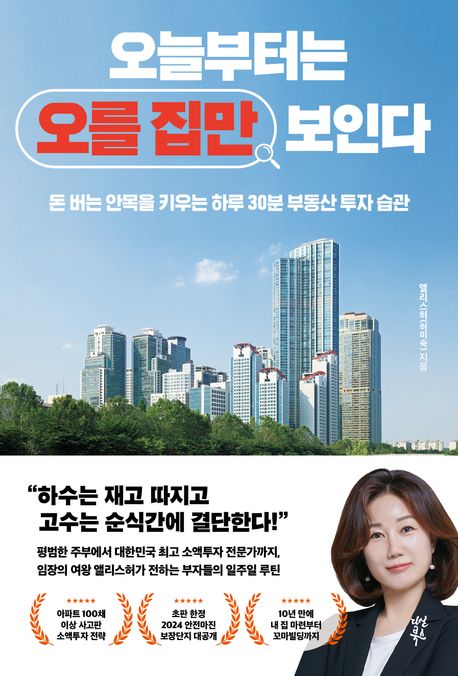 오늘부터는
오를 집만 보인다
돈 버는 안목을 키우는 하루 30분 부동산 투자 습관
앨리스허(허미숙) 지음
“하수는 재고 따지고
고수는 순식간에 결단한다!”
평범한 주부에서 대한민국 최고 소액투자 전문가까지,
임장의 여왕 앨리스허가 전하는 부자들의 일주일 루틴
아파트 100채
이상 사고판
소액투자 전략
초판 한정
2024 안전마진
보장단지 대공개
10년 만에
내 집 마련부터
꼬마빌딩까지
다산북스